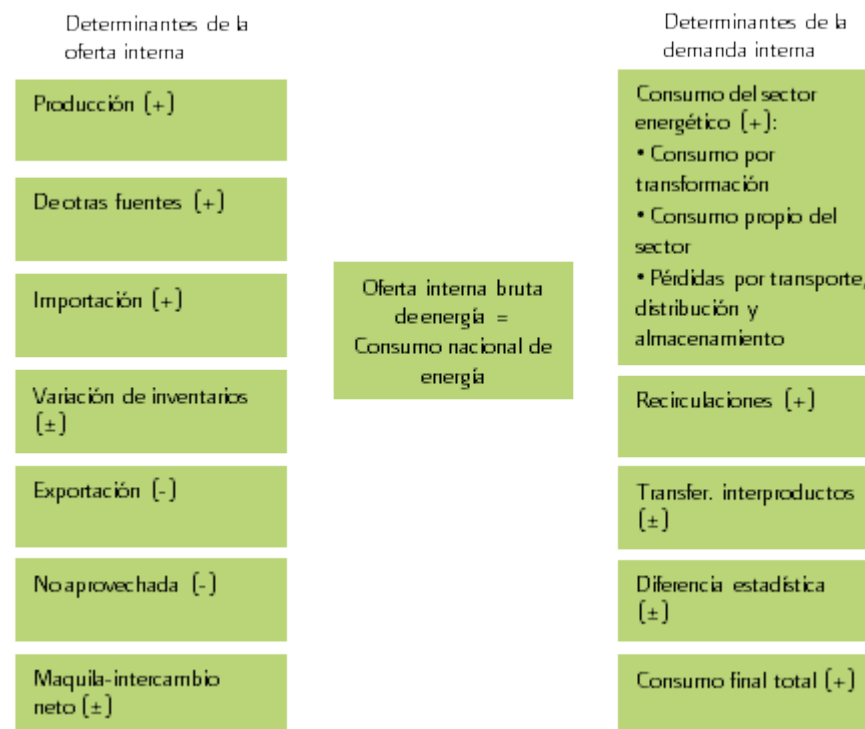 Determinantes de la
oferta interna
Producción (+)
De otras fuentes (+)
Importación (+)
Variación de inventarios
(±)
Exportación (-)
No aprovechada (-)
Maquila-intercambio
neto (±)
Oferta interna bruta
de energía =
Consumo nacional de
energía
Determinantes de la
demanda interna
Consumo del sector
energético (+):
• Consumo por
transformación
• Consumo propio del
sector
• Pérdidas por transporte,
distribución y
almacenamiento
Recirculaciones (+)
Transfer. interproductos
(±)
Diferencia estadística
(±)
Consumo final total (+)